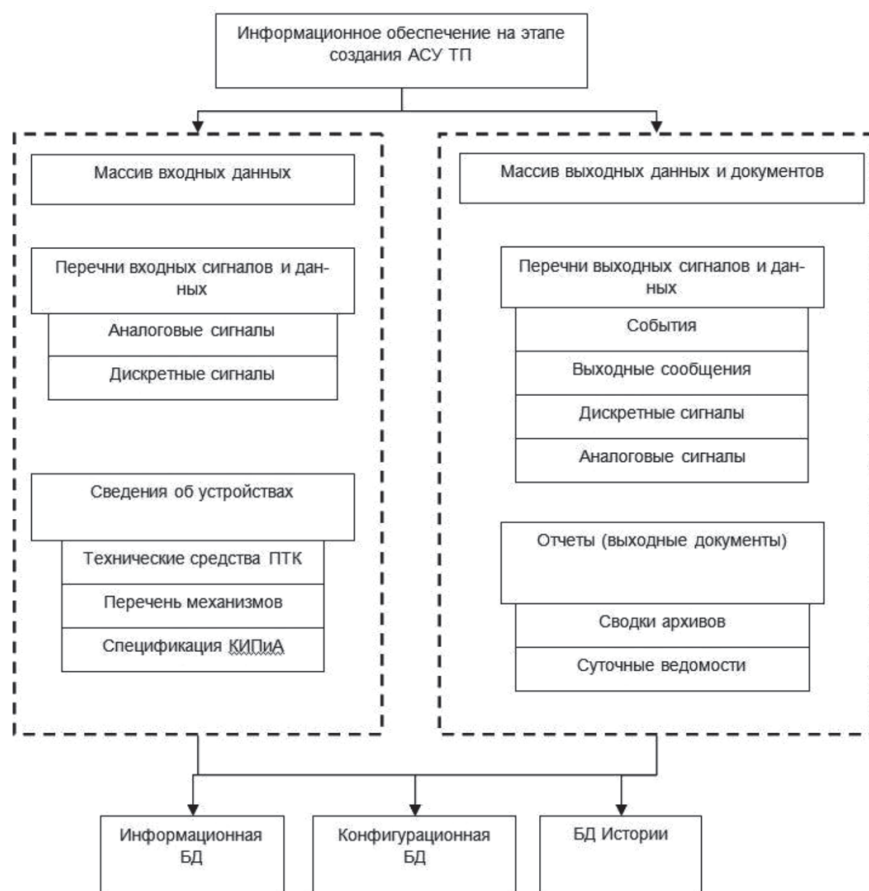 Информационное обеспечение на этапе
создания АСУ ТП
Массив входных данных
Перечни входных сигналов и дан-
ных
Аналоговые сигналы
Дискретные сигналы
Сведения об устройствах
Технические средства ПТК
Перечень механизмов
Спецификация КИПиА
Массив выходных данных и документов
Перечни выходных сигналов и дан-
ных
События
Выходные сообщения
Дискретные сигналы
Аналоговые сигналы
Отчеты (выходные документы)
Сводки архивов
Суточные ведомости
Информационная
БД
Конфигурационная
БД
БД Истории